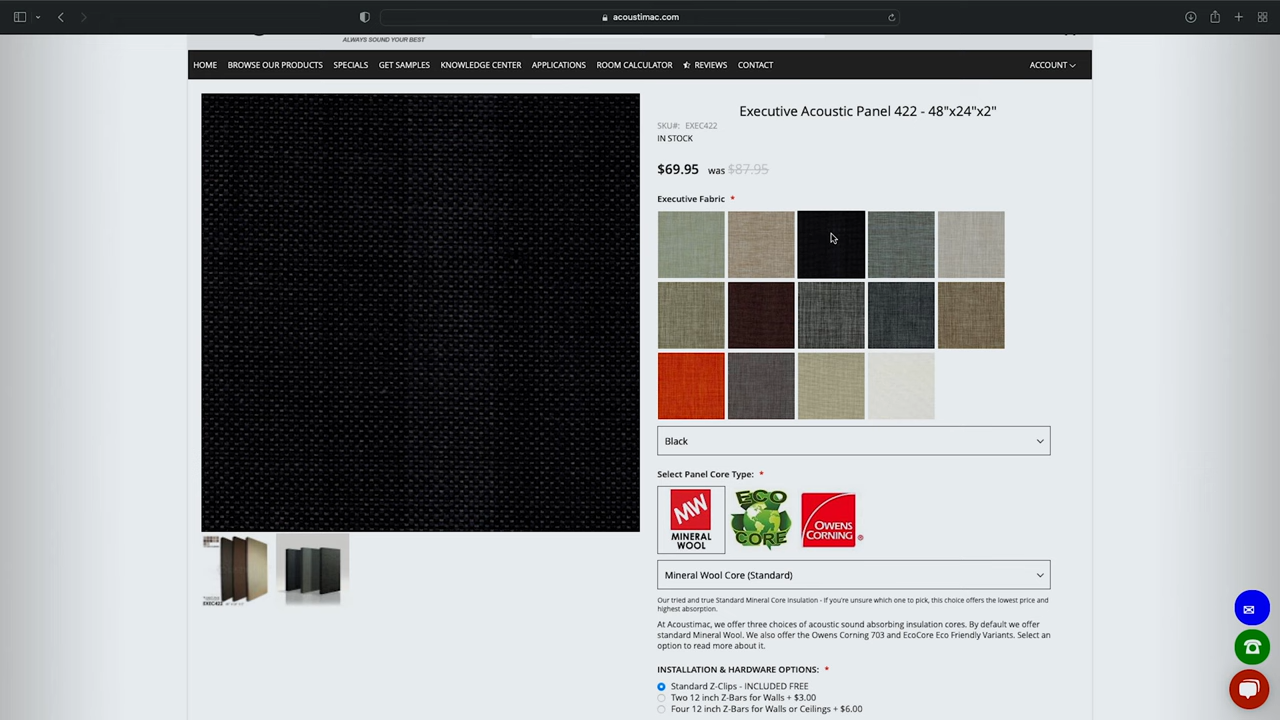 acoustimac.com
ALWAYS SOUND YOUR BEST
HOME BROWSE OUR PRODUCTS SPECIALS GET SAMPLES KNOWLEDGE CENTER APPLICATIONS ROOM CALCULATOR REVIEWS CONTACT ACCOUNT
Executive Acoustic Panel 422 - 48"x24"x2"
SKU#: EXEC422
IN STOCK
$69.95 was $87.95
Executive Fabric *
Black
Select Panel Core Type: *
MW
MINERAL
WOOL
ECO
CORE
OWENS
CORNING
Mineral Wool Core (Standard)
Our tried and true Standard Mineral Core Insulation - If you're unsure which one to pick, this choice offers the lowest price and
highest absorption.
At Acoustimac, we offer three choices of acoustic sound absorbing insulation cores. By default we offer
standard Mineral Wool. We also offer the Owens Corning 703 and EcoCore Eco Friendly Variants. Select an
option to read more about it.
INSTALLATION & HARDWARE OPTIONS: *
Standard Z-Clips - INCLUDED FREE
Two 12 inch Z-Bars for Walls + $3.00
Four 12 inch Z-Bars for Walls or Ceilings + $6.00
EXEC422